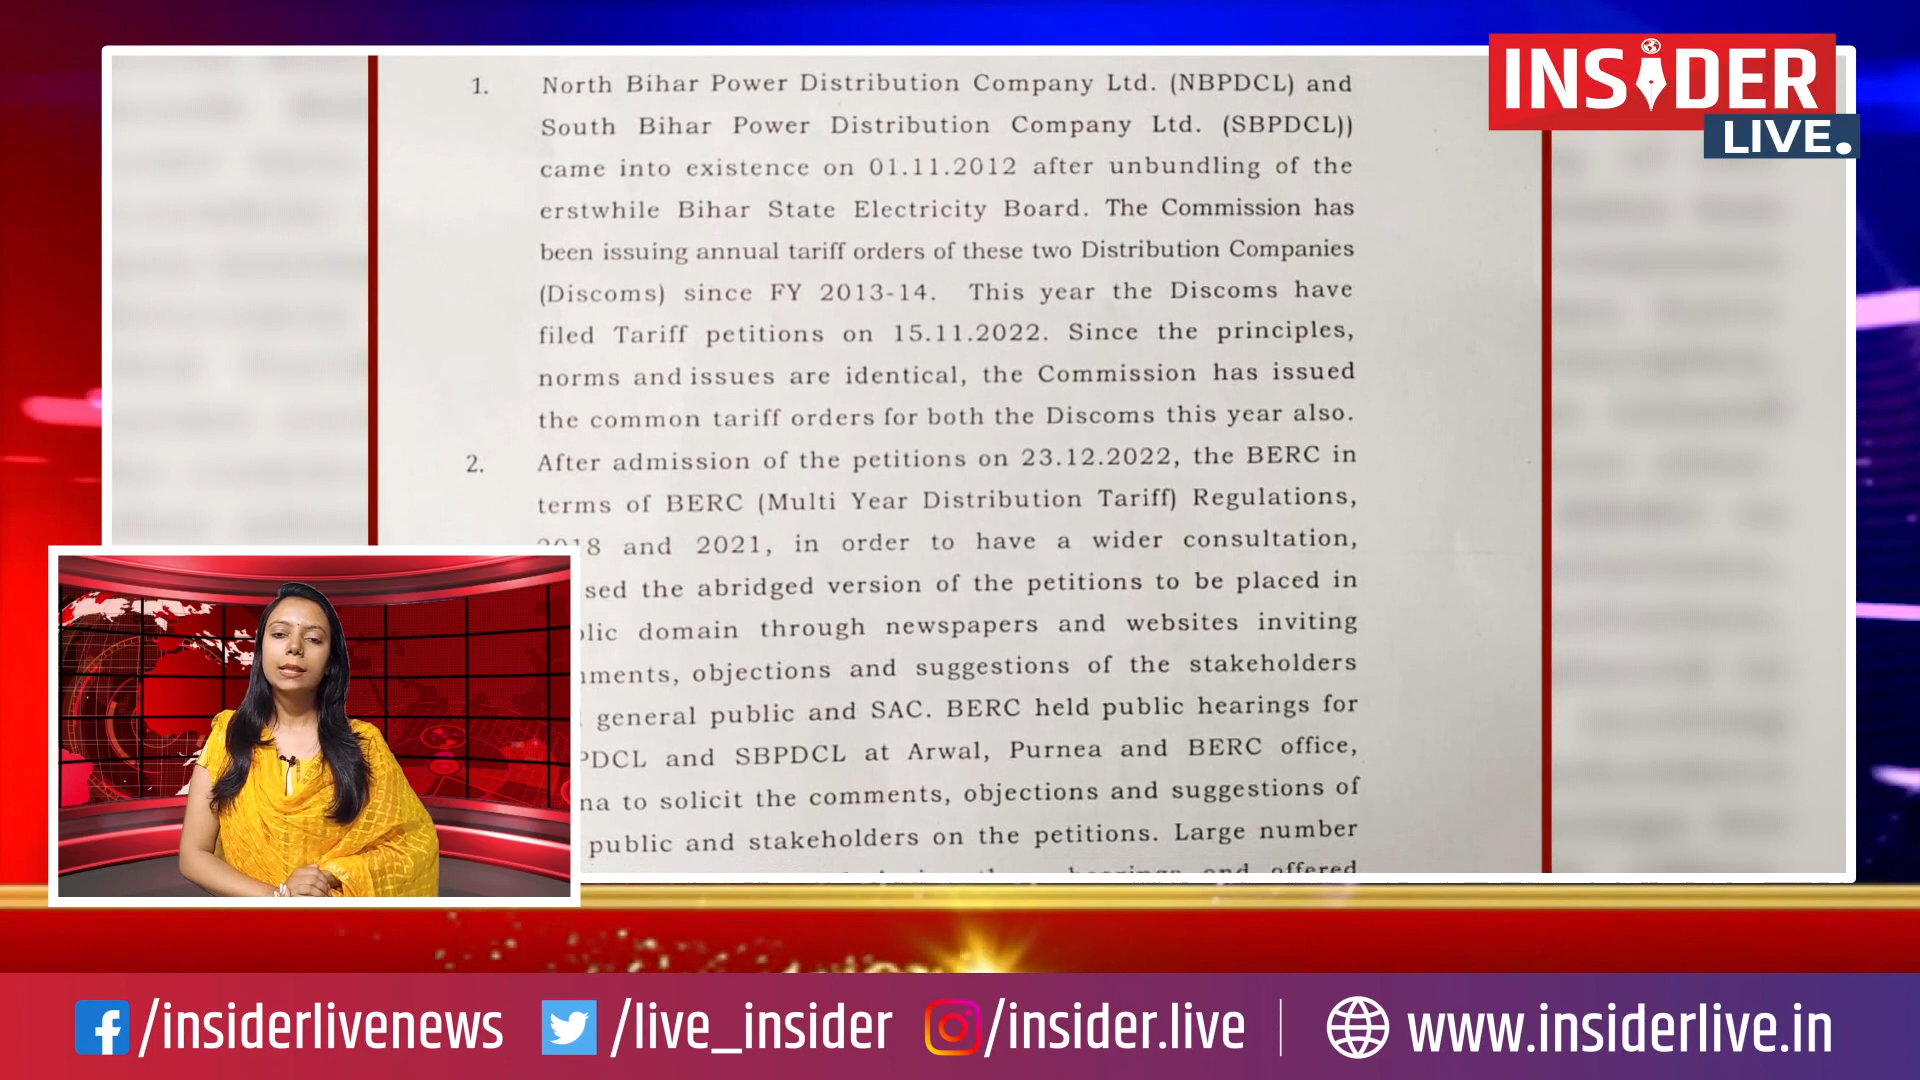 INSIDER
LIVE.
1. North Bihar Power Distribution Company Ltd. (NBPDCL) and
South Bihar Power Distribution Company Ltd. (SBPDCL))
came into existence on 01.11.2012 after unbundling of the
erstwhile Bihar State Electricity Board. The Commission has
been issuing annual tariff orders of these two Distribution Companies
(Discoms) since FY 2013-14. This year the Discoms have
filed Tariff petitions on 15.11.2022. Since the principles,
norms and issues are identical, the Commission has issued
the common tariff orders for both the Discoms this year also.
2. After admission of the petitions on 23.12.2022, the BERC in
terms of BERC (Multi Year Distribution Tariff) Regulations,
and 2021, in order to have a wider consultation,
the abridged version of the petitions to be placed in
domain through newspapers and websites inviting
objections and suggestions of the stakeholders
general public and SAC. BERC held public hearings for
and SBPDCL at Arwal, Purnea and BERC office,
to solicit the comments, objections and suggestions of
public and stakeholders on the petitions. Large number
and offered
/insiderlivenews /live_insider /insider.live www.insiderlive.in